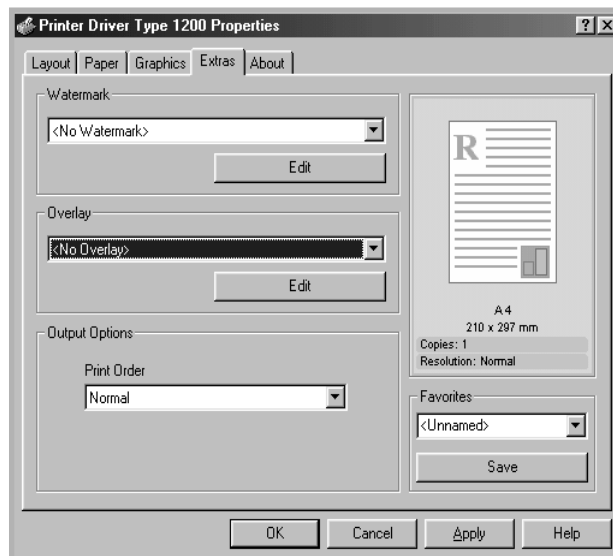 Printer Driver Type 1200 Properties
Layout Paper Graphics Extras About
Watermark
<No Watermark>
Edit
Overlay
<No Overlay>
Edit
Output Options
Print Order
Normal
R
A4
210 x 297 mm
Copies: 1
Resolution: Normal
Favorites
<Unnamed>
Save
OK Cancel Apply Help